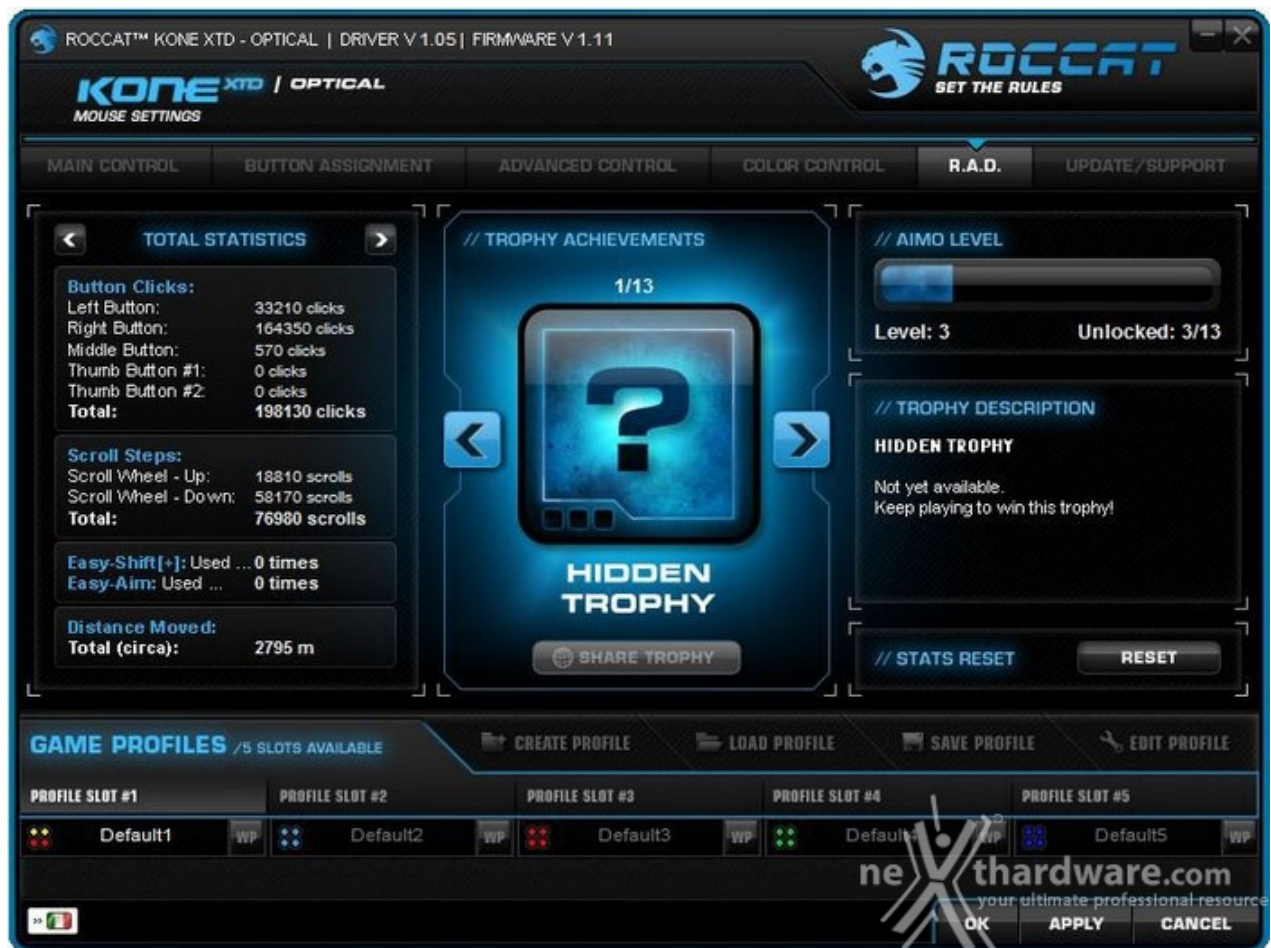 ROCCAT™ KONE XTD - OPTICAL | DRIVER V 1.05 | FIRMWARE V 1.11
ROCCAT
SET THE RULES
KONE XTD / OPTICAL
MOUSE SETTINGS
MAIN CONTROL
BUTTON ASSIGNMENT
ADVANCED CONTROL
COLOR CONTROL
R.A.D.
UPDATE/SUPPORT
TOTAL STATISTICS
Button Clicks:
Left Button: 33210 clicks
Right Button: 164350 clicks
Middle Button: 570 clicks
Thumb Button #1: 0 clicks
Thumb Button #2: 0 clicks
Total: 198130 clicks
Scroll Steps:
Scroll Wheel - Up: 18810 scrolls
Scroll Wheel - Down: 58170 scrolls
Total: 76980 scrolls
Easy-Shift[+]: Used ... 0 times
Easy-Aim: Used ... 0 times
Distance Moved:
Total (circa): 2795 m
// TROPHY ACHIEVEMENTS
1/13
?
HIDDEN
TROPHY
SHARE TROPHY
// AIMO LEVEL
Level: 3 Unlocked: 3/13
// TROPHY DESCRIPTION
HIDDEN TROPHY
Not yet available.
Keep playing to win this trophy!
// STATS RESET
RESET
GAME PROFILES /5 SLOTS AVAILABLE
CREATE PROFILE
LOAD PROFILE
SAVE PROFILE
EDIT PROFILE
PROFILE SLOT #1
PROFILE SLOT #2
PROFILE SLOT #3
PROFILE SLOT #4
PROFILE SLOT #5
Default1 WP
Default2 WP
Default3 WP
Default4 WP
Default5 WP
nexthardware.com
your ultimate professional resource
OK
APPLY
CANCEL